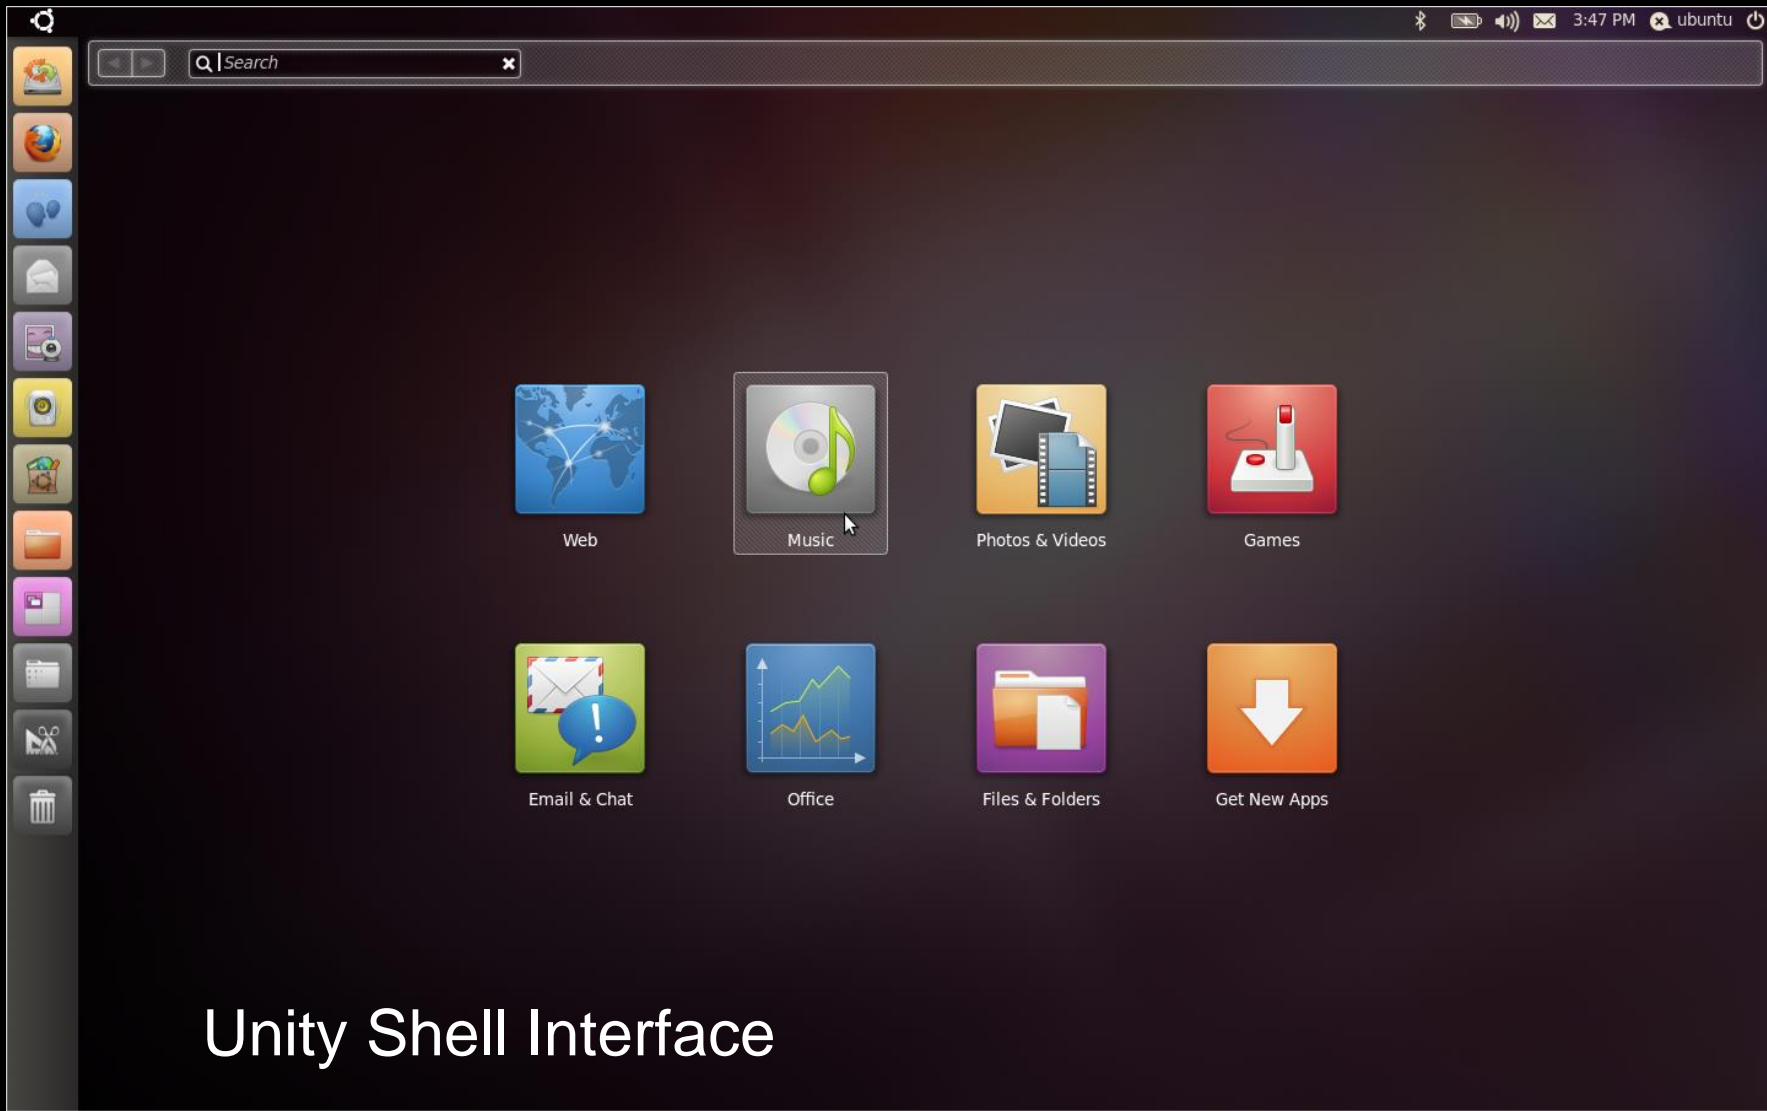 3:47 PM ubuntu
Search
Web Music Photos & Videos Games
Email & Chat Office Files & Folders Get New Apps
Unity Shell Interface